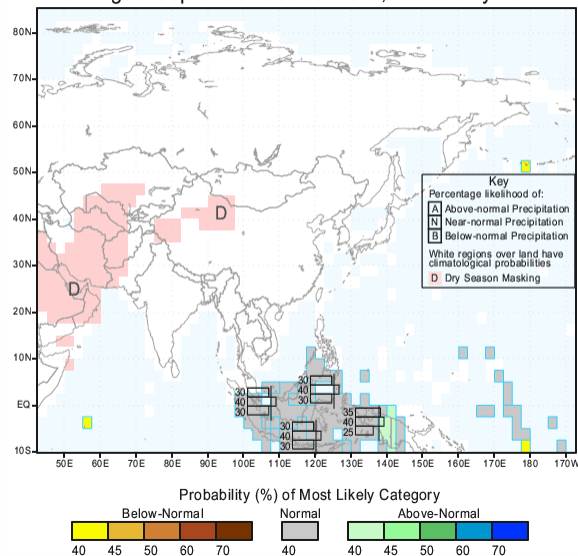 80N
70N
60N
50N
Key
Percentage likelihood of:
A Above-normal Precipitation
N Near-normal Precipitation
B Below-normal Precipitation
White regions over land have
climatological probabilities
D Dry Season Masking
40N
D
30N
D
20N
10N
30
40
30
30
40
30
EQ
35
40
25
30
40
30
10S
50E 60E 70E 80E 90E 100E 110E 120E 130E 140E 150E 160E 170E 180 170W
Probability (%) of Most Likely Category
Below-Normal Normal Above-Normal
40 45 50 60 70 40 40 45 50 60 70